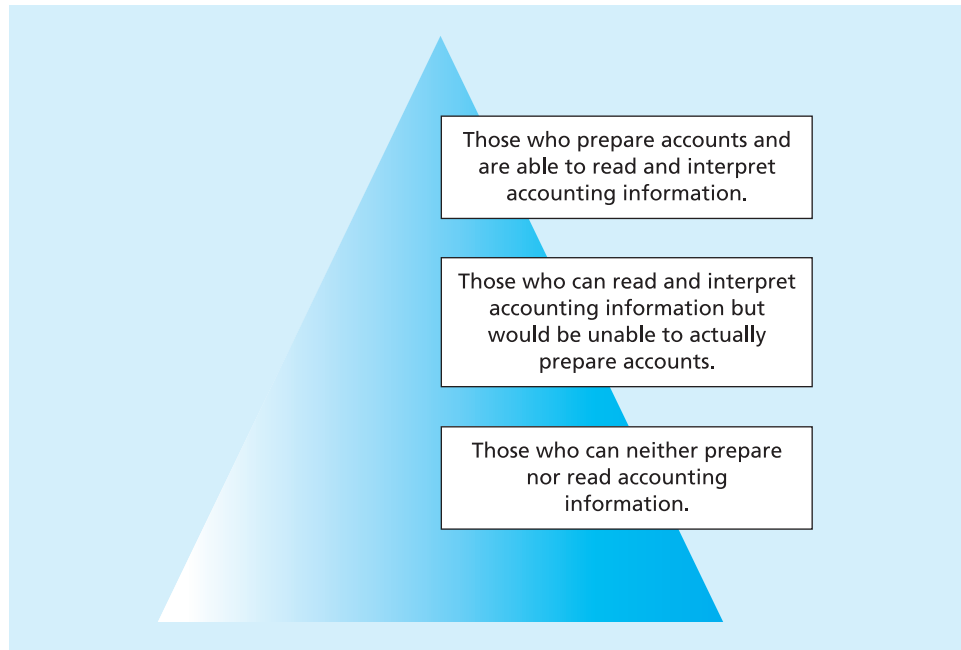 Those who prepare accounts and
are able to read and interpret
accounting information.
Those who can read and interpret
accounting information but
would be unable to actually
prepare accounts.
Those who can neither prepare
nor read accounting
information.